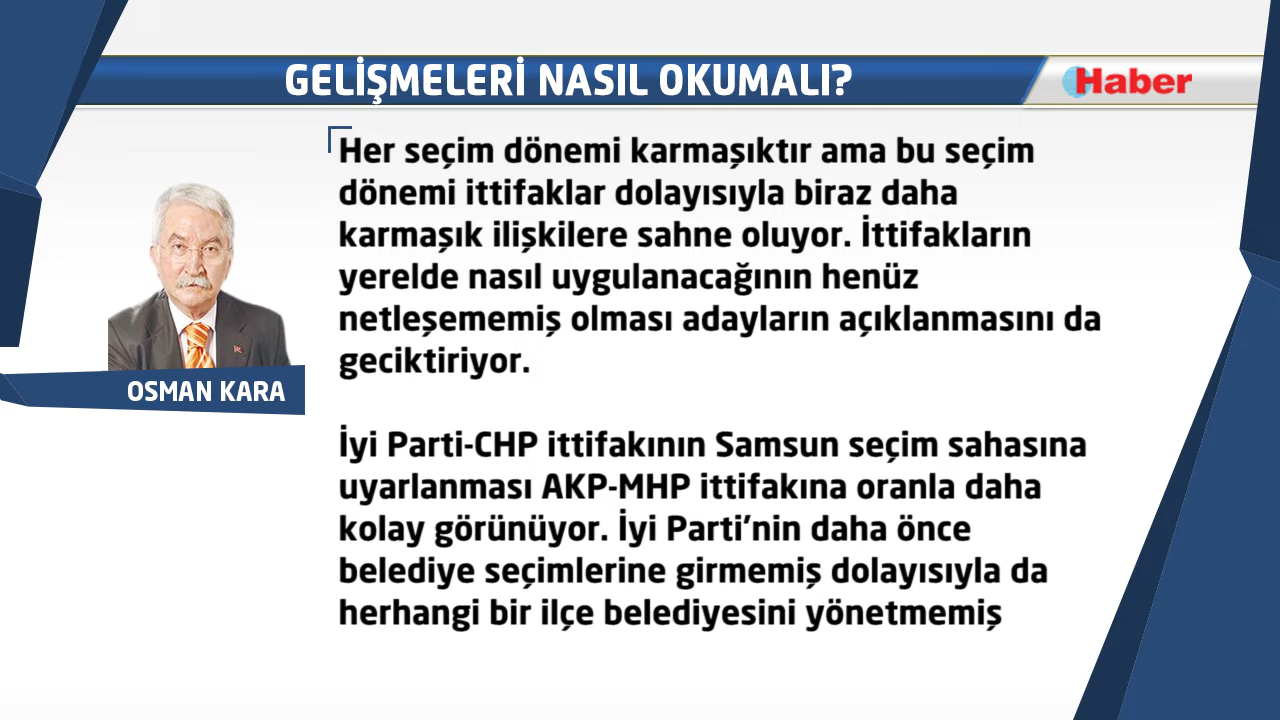 GELİŞMELERİ NASIL OKUMALI?
Haber
Her seçim dönemi karmaşıktır ama bu seçim
dönemi ittifaklar dolayısıyla biraz daha
karmaşık ilişkilere sahne oluyor. İttifakların
yerelde nasıl uygulanacağının henüz
netleşememiş olması adayların açıklanmasını da
geciktiriyor.
OSMAN KARA
İyi Parti-CHP ittifakının Samsun seçim sahasına
uyarlanması AKP-MHP ittifakına oranla daha
kolay görünüyor. İyi Parti’nin daha önce
belediye seçimlerine girmemiş dolayısıyla da
herhangi bir ilçe belediyesini yönetmemiş